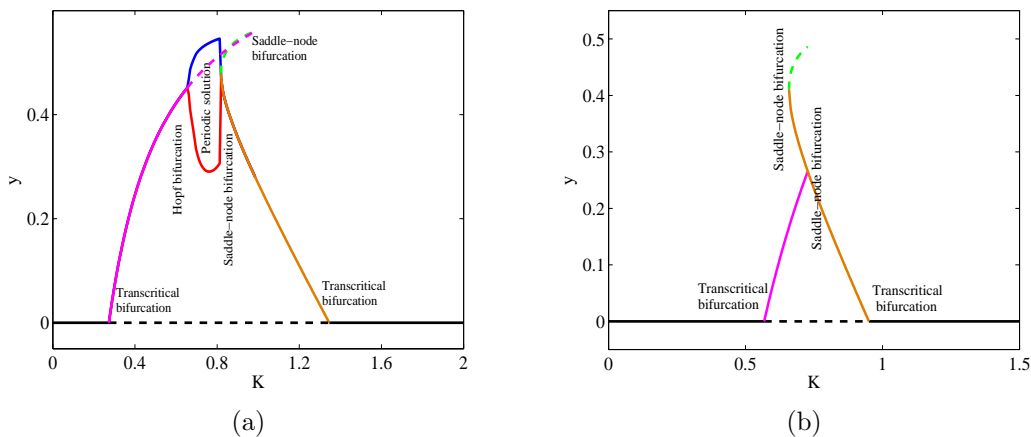 Saddle−node
bifurcation
Periodic solution
Hopf bifurcation
Saddle−node bifurcation
Transcritical
bifurcation
Transcritical
bifurcation
0.4
0.2
0
y
0 0.4 0.8 1.2 1.6 2
K
(a)
Saddle−node bifurcation
Saddle−node bifurcation
Transcritical
bifurcation
Transcritical
bifurcation
0.5
0.4
0.3
0.2
0.1
0
y
0 0.5 1 1.5
K
(b)